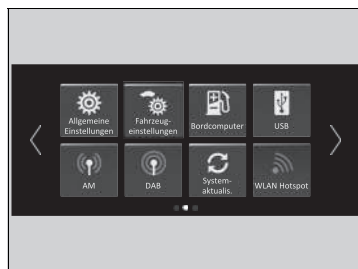 Allgemeine
Einstellungen
Fahrzeug-
einstellungen
Bordcomputer
USB
AM
DAB
System-
aktualis.
WLAN Hotspot